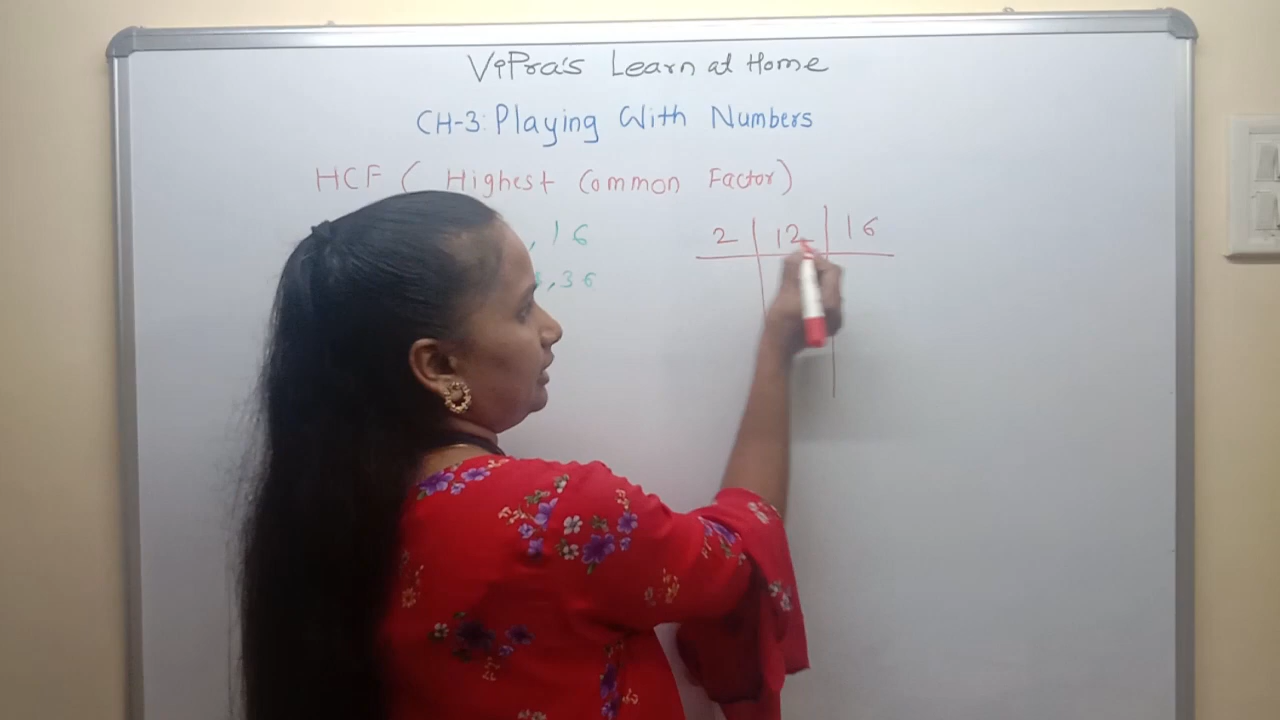 ViPra's Learn at Home
CH-3: Playing With Numbers
HCF ( Highest Common Factor)
, 16
, 36
2 | 12 | 16